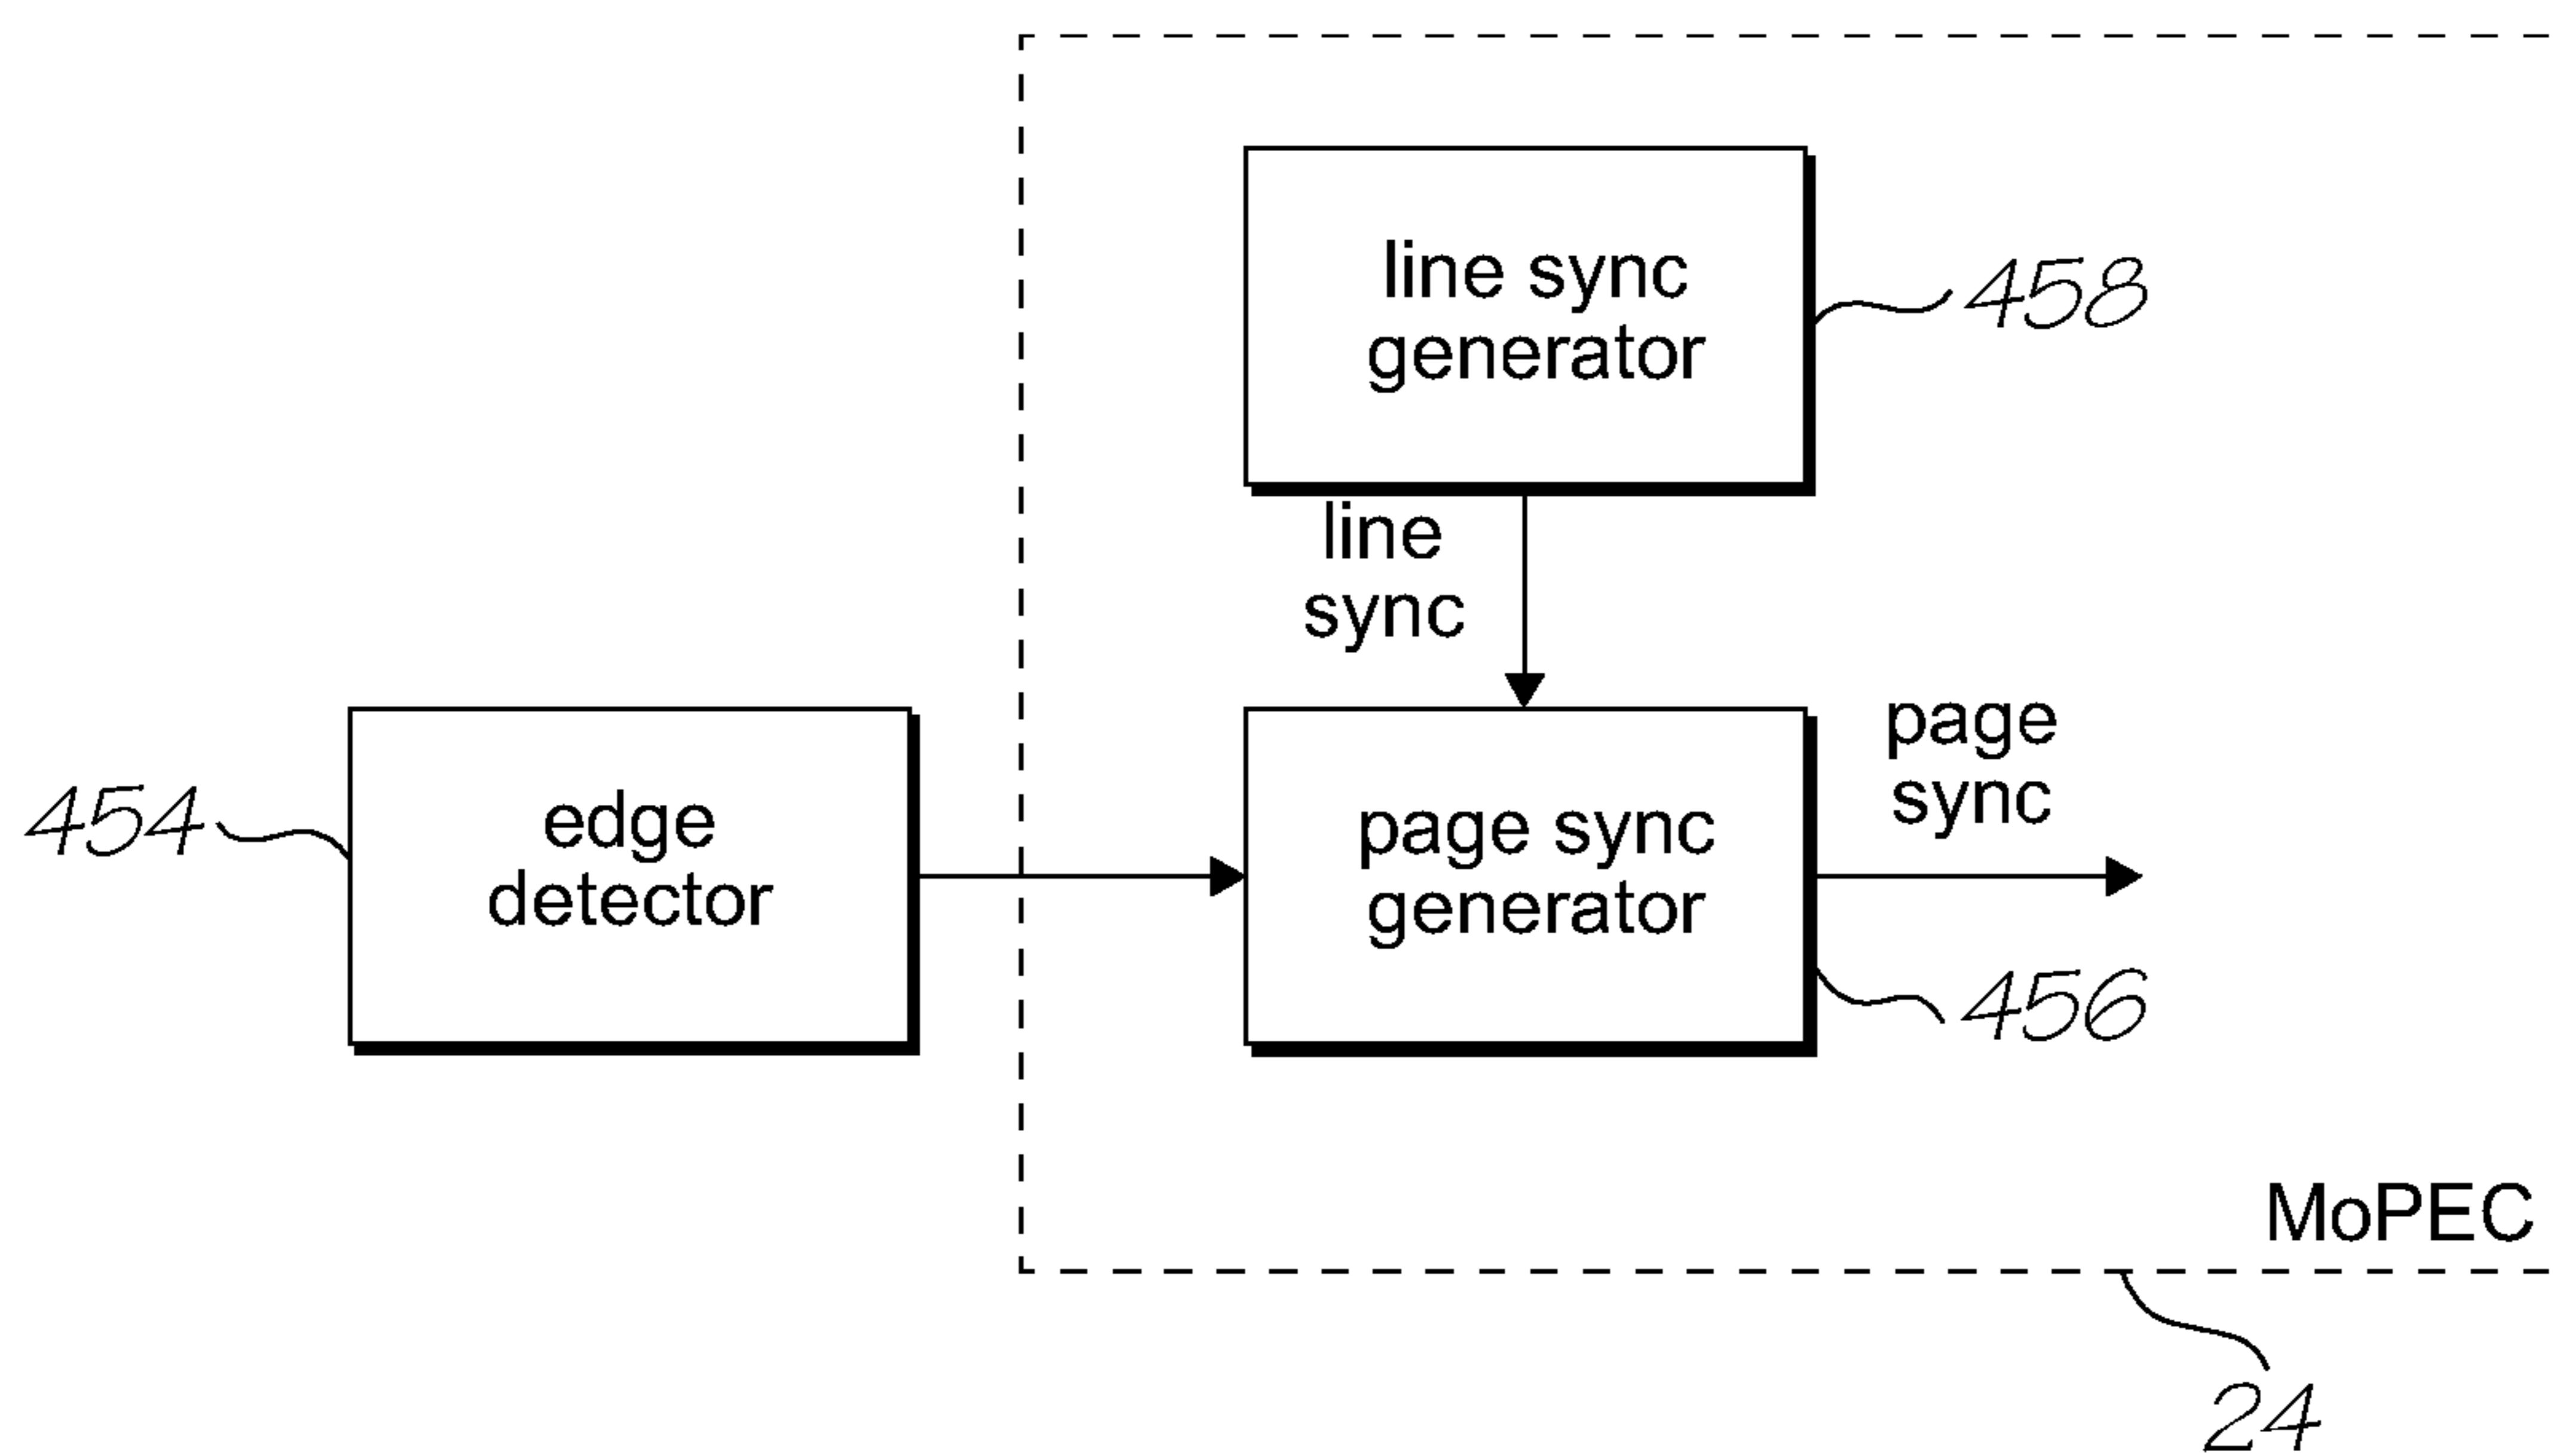 line sync
generator
458
line
sync
page
sync
454
edge
detector
page sync
generator
456
MoPEC
24